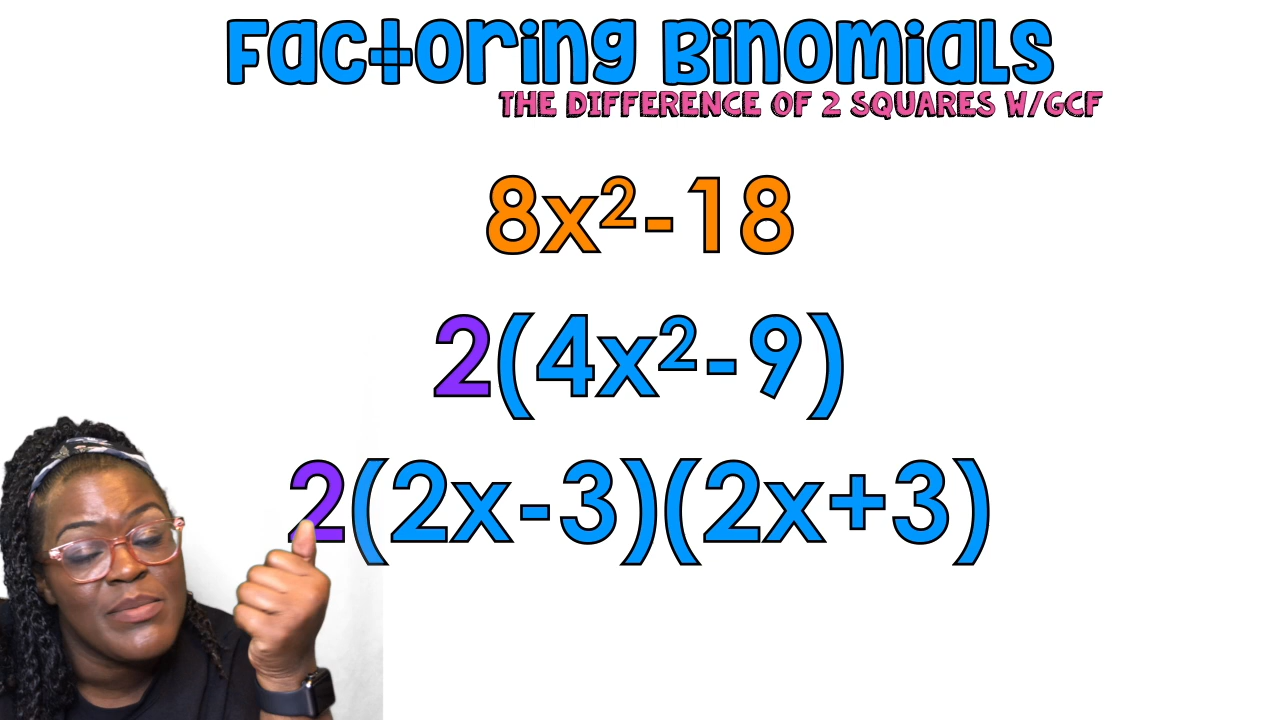 Factoring Binomials
THE DIFFERENCE OF 2 SQUARES W/GCF
8x²-18
2(4x²-9)
2(2x-3)(2x+3)